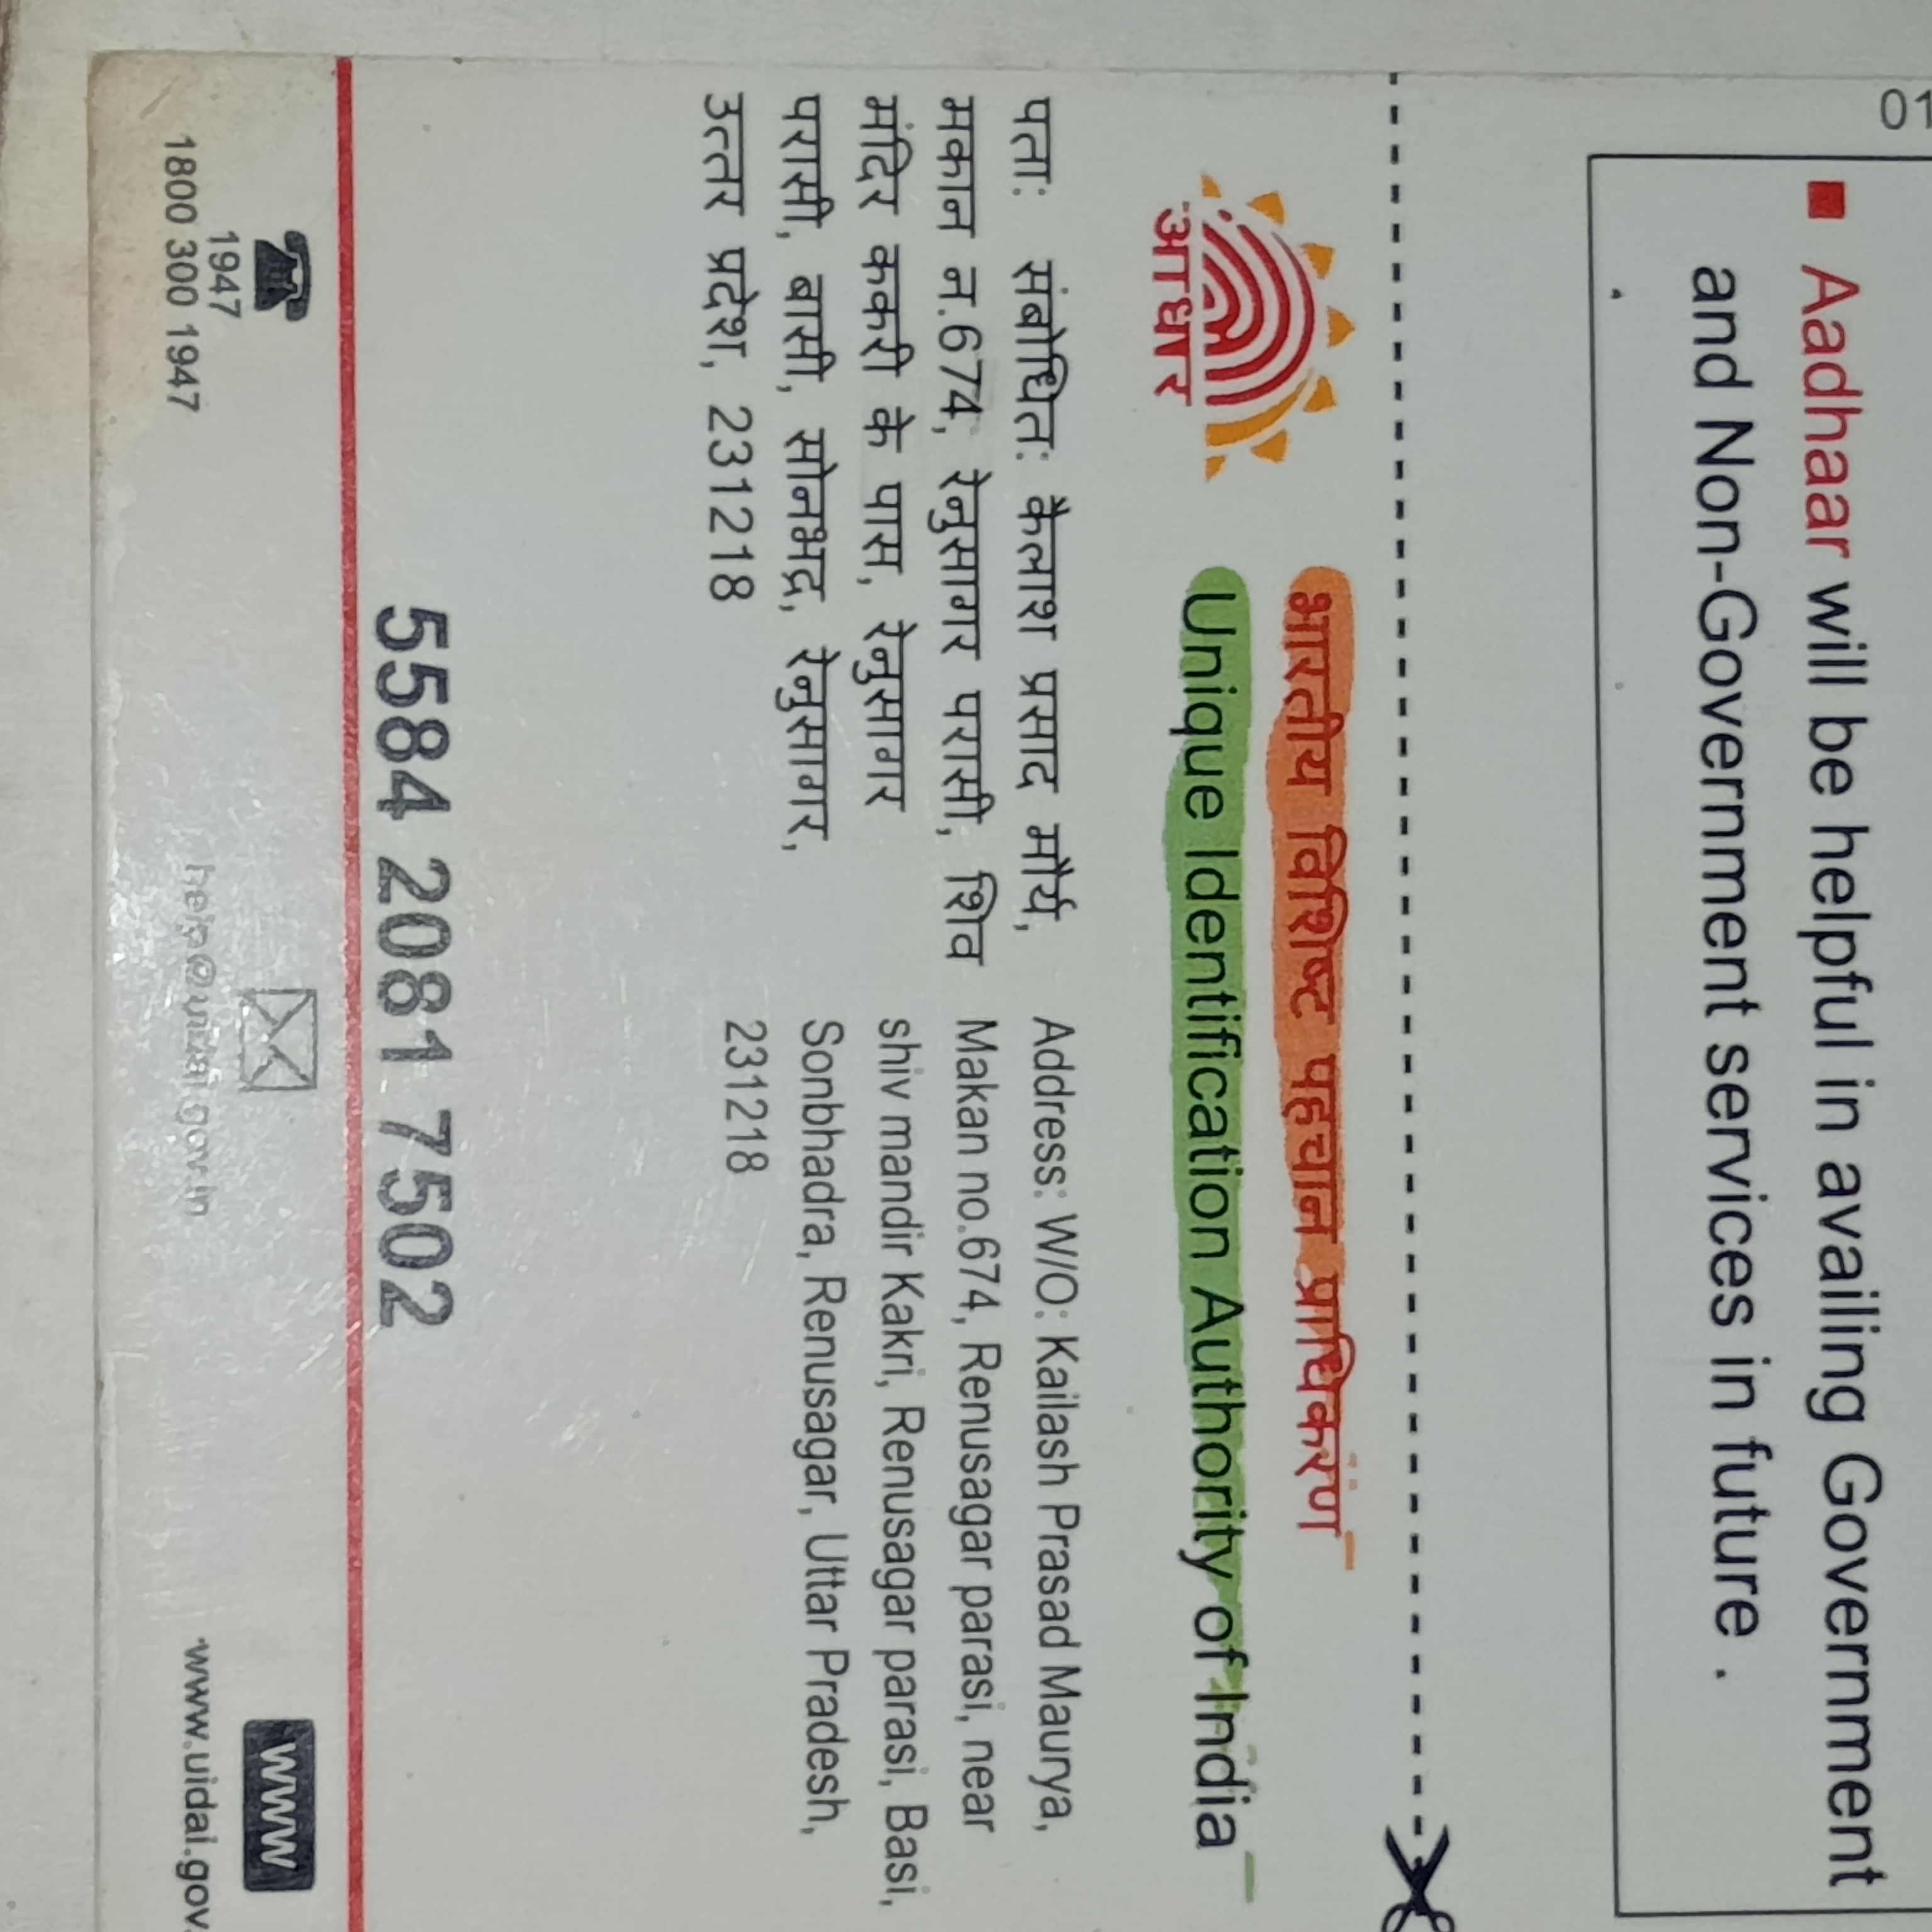 01
■ Aadhaar will be helpful in availing Government
and Non-Government services in future .
आधार
भारतीय विशिष्ट पहचान प्राधिकरण
Unique Identification Authority of India
पताः संबोधितः कैलाश प्रसाद मौर्य,
मकान न.674, रेनुसागर परासी, शिव
मंदिर ककरी के पास, रेनुसागर
परासी, बासी, सोनभद्र, रेनुसागर,
उत्तर प्रदेश, 231218
Address: W/O: Kailash Prasad Maurya,
Makan no.674, Renusagar parasi, near
shiv mandir Kakri, Renusagar parasi, Basi,
Sonbhadra, Renusagar, Uttar Pradesh,
231218
5584 2081 7502
1947
1800 300 1947
help@uidai.gov.in
www
www.uidai.gov.